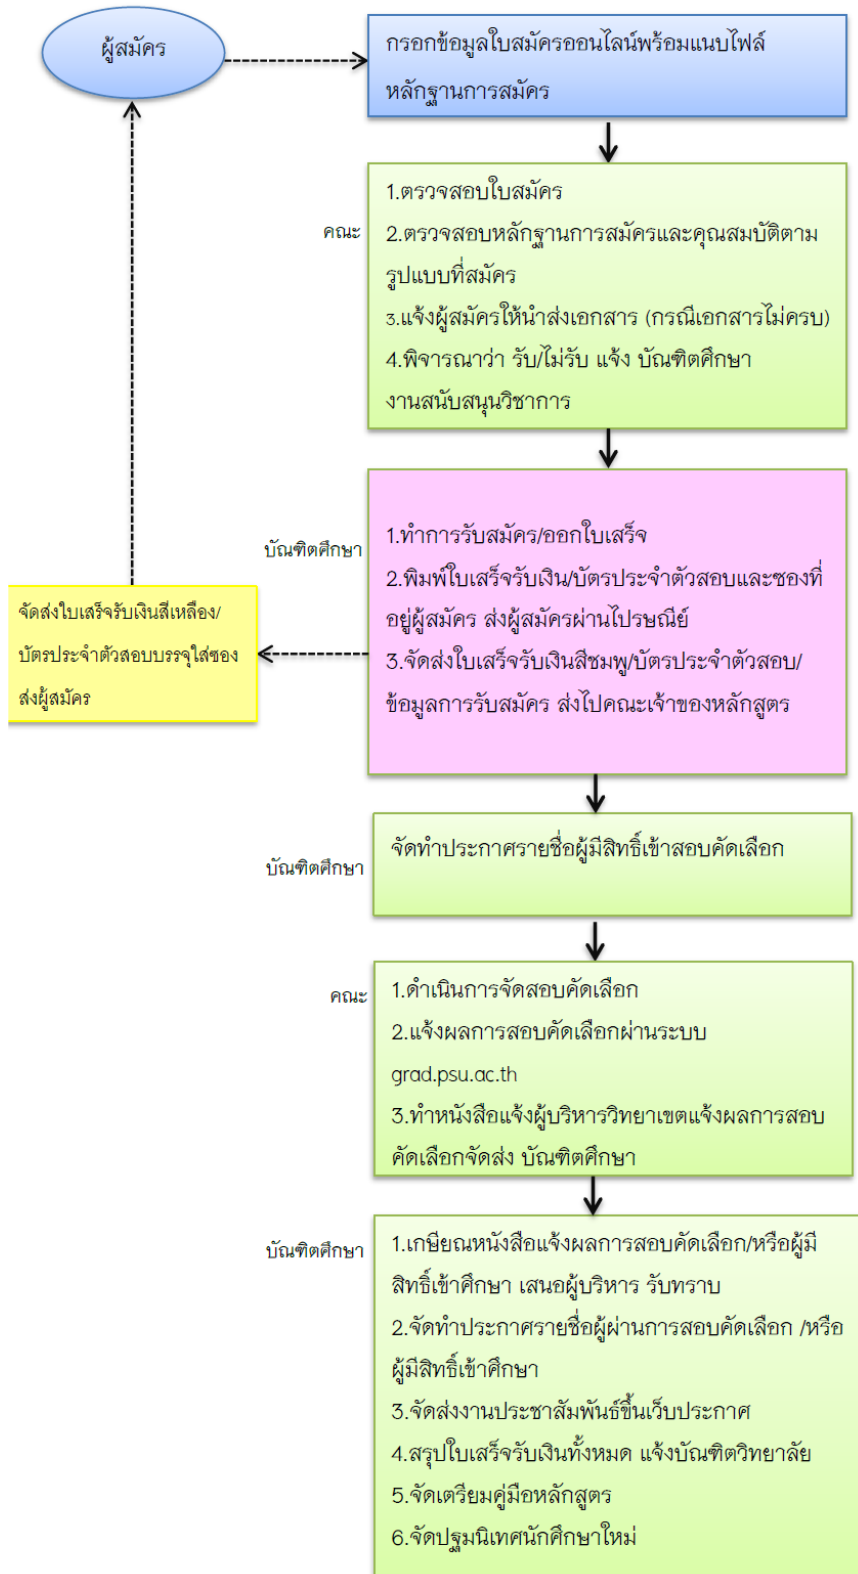 ผู้สมัคร
กรอกข้อมูลใบสมัครออนไลน์พร้อมแนบไฟล์
หลักฐานการสมัคร
คณะ
1.ตรวจสอบใบสมัคร
2.ตรวจสอบหลักฐานการสมัครและคุณสมบัติตาม
รูปแบบที่สมัคร
3.แจ้งผู้สมัครให้นำส่งเอกสาร (กรณีเอกสารไม่ครบ)
4.พิจารณาว่า รับ/ไม่รับ แจ้ง บัณฑิตศึกษา
งานสนับสนุนวิชาการ
บัณฑิตศึกษา
1.ทำการรับสมัคร/ออกใบเสร็จ
2.พิมพ์ใบเสร็จรับเงิน/บัตรประจำตัวสอบและซองที่
อยู่ผู้สมัคร ส่งผู้สมัครผ่านไปรษณีย์
3.จัดส่งใบเสร็จรับเงินสีชมพู/บัตรประจำตัวสอบ/
ข้อมูลการรับสมัคร ส่งไปคณะเจ้าของหลักสูตร
จัดส่งใบเสร็จรับเงินสีเหลือง/
บัตรประจำตัวสอบบรรจุใส่ซอง
ส่งผู้สมัคร
บัณฑิตศึกษา
จัดทำประกาศรายชื่อผู้มีสิทธิ์เข้าสอบคัดเลือก
คณะ
1.ดำเนินการจัดสอบคัดเลือก
2.แจ้งผลการสอบคัดเลือกผ่านระบบ
grad.psu.ac.th
3.ทำหนังสือแจ้งผู้บริหารวิทยาเขตแจ้งผลการสอบ
คัดเลือกจัดส่ง บัณฑิตศึกษา
บัณฑิตศึกษา
1.เกษียณหนังสือแจ้งผลการสอบคัดเลือก/หรือผู้มี
สิทธิ์เข้าศึกษา เสนอผู้บริหาร รับทราบ
2.จัดทำประกาศรายชื่อผู้ผ่านการสอบคัดเลือก /หรือ
ผู้มีสิทธิ์เข้าศึกษา
3.จัดส่งงานประชาสัมพันธ์ขึ้นเว็บประกาศ
4.สรุปใบเสร็จรับเงินทั้งหมด แจ้งบัณฑิตวิทยาลัย
5.จัดเตรียมคู่มือหลักสูตร
6.จัดปฐมนิเทศนักศึกษาใหม่